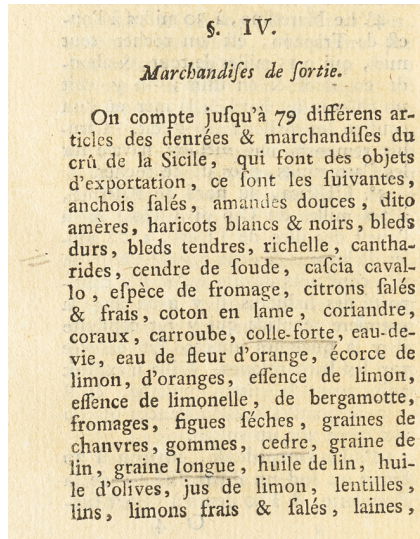 §. IV.
Marchandiſes de ſortie.
On compte juſqu'à 79 différens ar-
ticles des denrées & marchandiſes du
crû de la Sicile, qui ſont des objets
d'exportation, ce ſont les ſuivantes,
anchois ſalés, amandes douces, dito
amères, haricots blancs & noirs, bleds
durs, bleds tendres, richelle, cantha-
rides, cendre de ſoude, caſcia caval-
lo, eſpèce de fromage, citrons ſalés
& frais, coton en lame, coriandre,
coraux, carroube, colle-forte, eau-de-
vie, eau de fleur d'orange, écorce de
limon, d'oranges, eſſence de limon,
eſſence de limonelle, de bergamotte,
fromages, figues ſéches, graines de
chanvres, gommes, cedre, graine de
lin, graine longue, huile de lin, hui-
le d'olives, jus de limon, lentilles,
lins, limons frais & ſalés, laines,